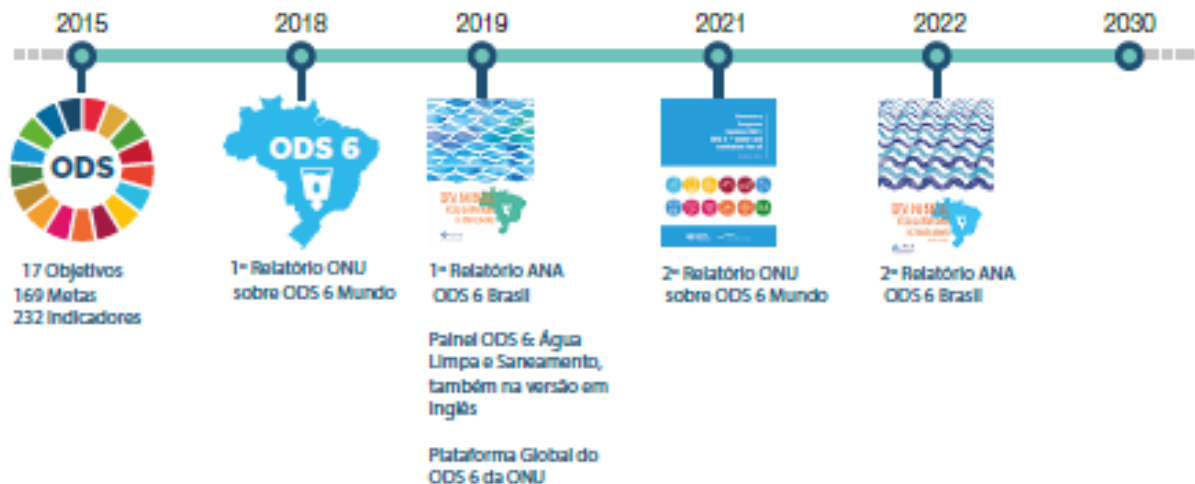 2015
2018
2019
2021
2022
2030
ODS
17 Objetivos
169 Metas
232 Indicadores
ODS 6
1º Relatório ONU
sobre ODS 6 Mundo
1º Relatório ANA
ODS 6 Brasil
Painel ODS 6: Água
Limpa e Saneamento,
também na versão em
Inglês
Plataforma Global do
ODS 6 da ONU
2º Relatório ONU
sobre ODS 6 Mundo
2º Relatório ANA
ODS 6 Brasil